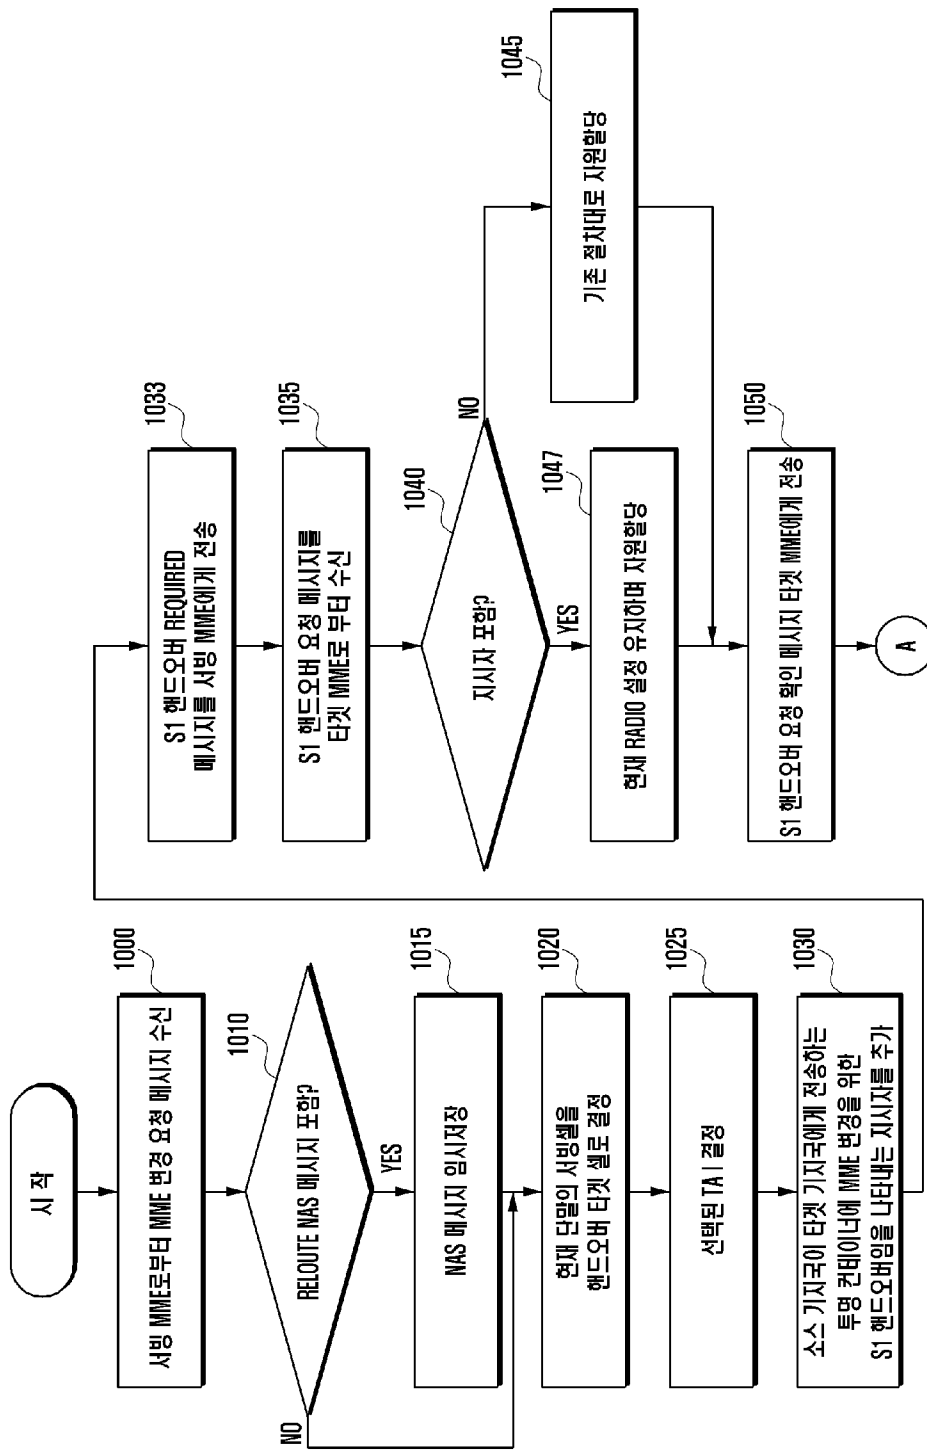 시 작
1000
서빙 MME로부터 MME 변경 요청 메시지 수신
1010
RELOUTE NAS 메시지 포함?
NO
YES
1015
NAS 메시지 임시저장
1020
현재 단말의 서빙셀을
핸드오버 타겟 셀로 결정
1025
선택된 TA I 결정
1030
소스 기지국이 타겟 기지국에게 전송하는
투명 컨테이너에 MME 변경을 위한
S1 핸드오버임을 나타내는 지시자를 추가
1033
S1 핸드오버 REQUIRED
메시지를 서빙 MME에게 전송
1035
S1 핸드오버 요청 메시지를
타겟 MME로 부터 수신
1040
지시자 포함?
NO
YES
1045
기존 절차대로 자원할당
1047
현재 RADIO 설정 유지하며 자원할당
1050
S1 핸드오버 요청 확인 메시지 타겟 MME에게 전송
A